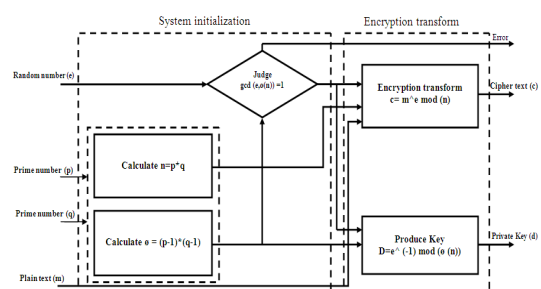 System initialization
Encryption transform
Error
Random number (e)
Judge
gcd (e,o(n)) =1
Encryption transform
c= m^e mod (n)
Cipher text (c)
Calculate n=p*q
Prime number (p)
Prime number (q)
Calculate o = (p-1)*(q-1)
Produce Key
D=e^ (-1) mod (o (n))
Private Key (d)
Plain text (m)